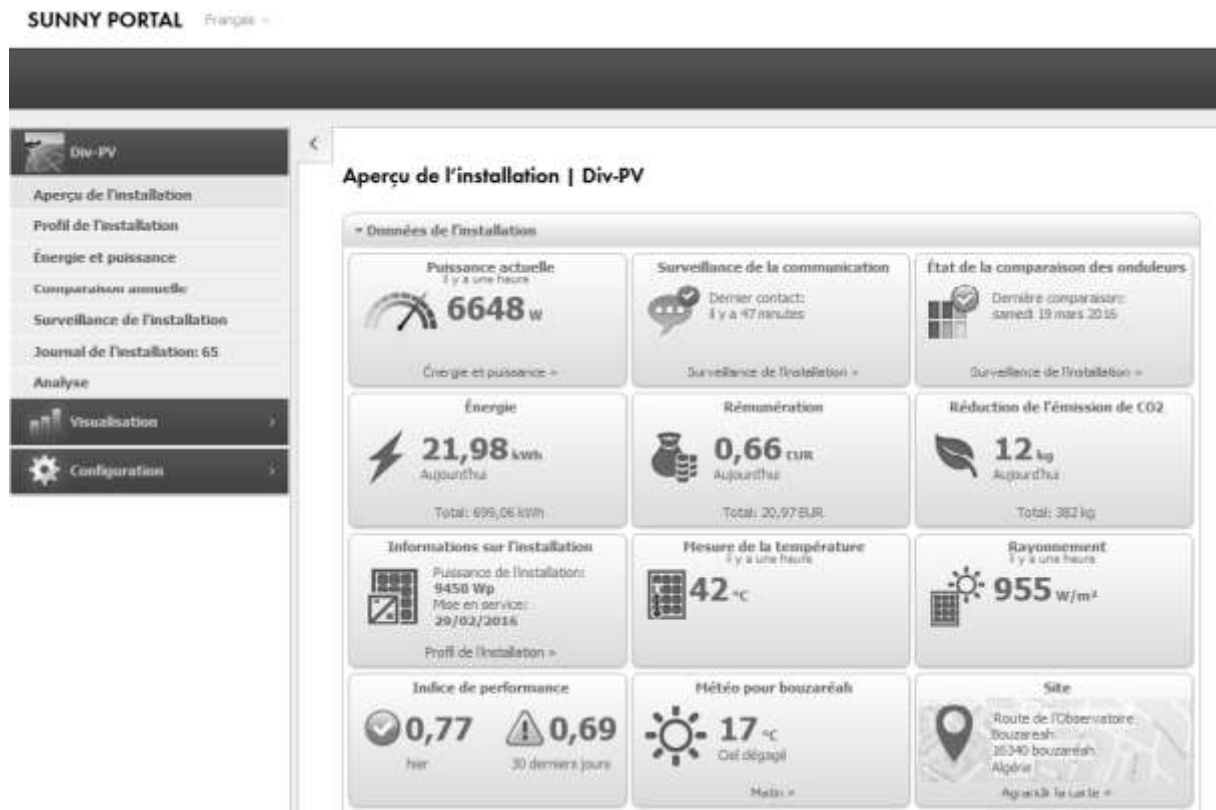 SUNNY PORTAL Français
Div-PV
Aperçu de l'installation
Profil de l'installation
Énergie et puissance
Comparaison annuelle
Surveillance de l'installation
Journal de l'installation: 65
Analyse
Visualisation
Configuration
Aperçu de l'installation | Div-PV
Données de l'installation
Puissance actuelle
il y a une heure
6648 W
Énergie et puissance »
Surveillance de la communication
Dernier contact:
il y a 47 minutes
Surveillance de l'installation »
État de la comparaison des onduleurs
Dernière comparaison:
samedi 19 mars 2016
Surveillance de l'installation »
Énergie
21,98 kWh
Aujourd'hui
Total: 699,06 kWh
Rémunération
0,66 EUR
Aujourd'hui
Total: 20,97 EUR
Réduction de l'émission de CO2
12 kg
Aujourd'hui
Total: 382 kg
Informations sur l'installation
Puissance de l'installation:
9450 Wp
Mise en service:
29/02/2016
Profil de l'installation »
Mesure de la température
il y a une heure
42 °C
Rayonnement
il y a une heure
955 W/m²
Indice de performance
0,77
hier
0,69
30 derniers jours
Météo pour bouzaréah
17 °C
Ciel dégagé
Matin »
Site
Route de l'Observatoire
Bouzareah
16340 bouzaréah
Algérie
Agrandir la carte »